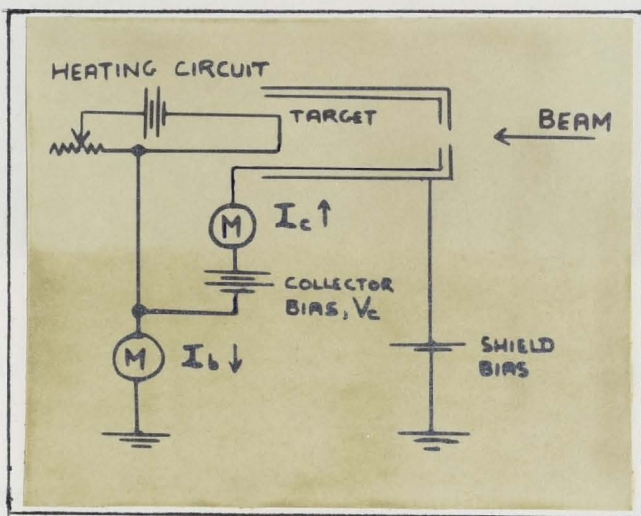 HEATING CIRCUIT
TARGET
BEAM
M
Ic↑
COLLECTOR
BIAS, Vc
M
Ib↓
SHIELD
BIAS